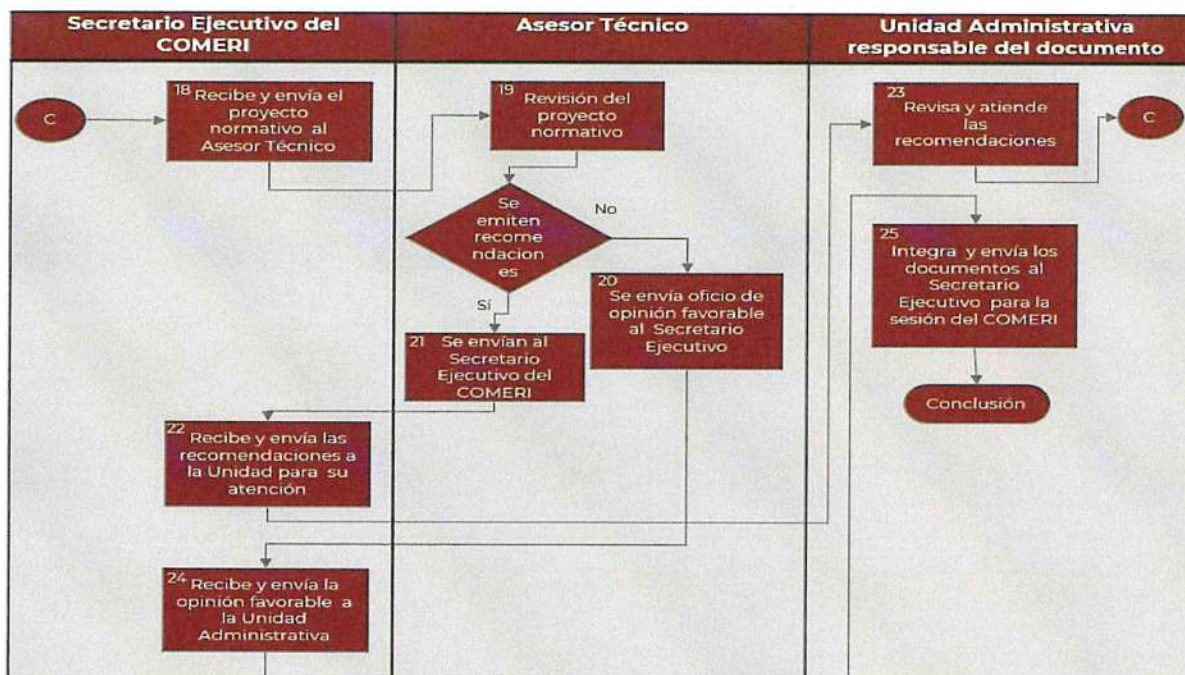 Secretario Ejecutivo del
COMERI
Asesor Técnico
Unidad Administrativa
responsable del documento
C
18
Recibe y envía el
proyecto
normativo al
Asesor Técnico
19
Revisión del
proyecto
normativo
23
Revisa y atiende
las
recomendaciones
C
Se
emiten
recome
ndacion
es
No
Sí
20
Se envía oficio de
opinión favorable
al Secretario
Ejecutivo
21
Se envían al
Secretario
Ejecutivo del
COMERI
25
Integra y envía los
documentos al
Secretario
Ejecutivo para la
sesión del COMERI
Conclusión
22
Recibe y envía las
recomendaciones a
la Unidad para su
atención
24
Recibe y envía la
opinión favorable a
la Unidad
Administrativa